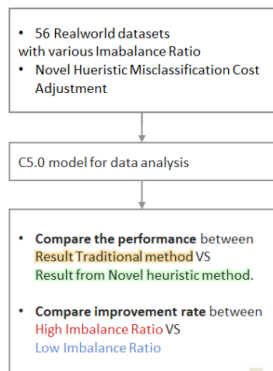 • 56 Realworld datasets
with various Imabalance Ratio
• Novel Hueristic Misclassification Cost
Adjustment
C5.0 model for data analysis
• Compare the performance between
Result Traditional method VS
Result from Novel heuristic method.
• Compare improvement rate between
High Imbalance Ratio VS
Low Imbalance Ratio